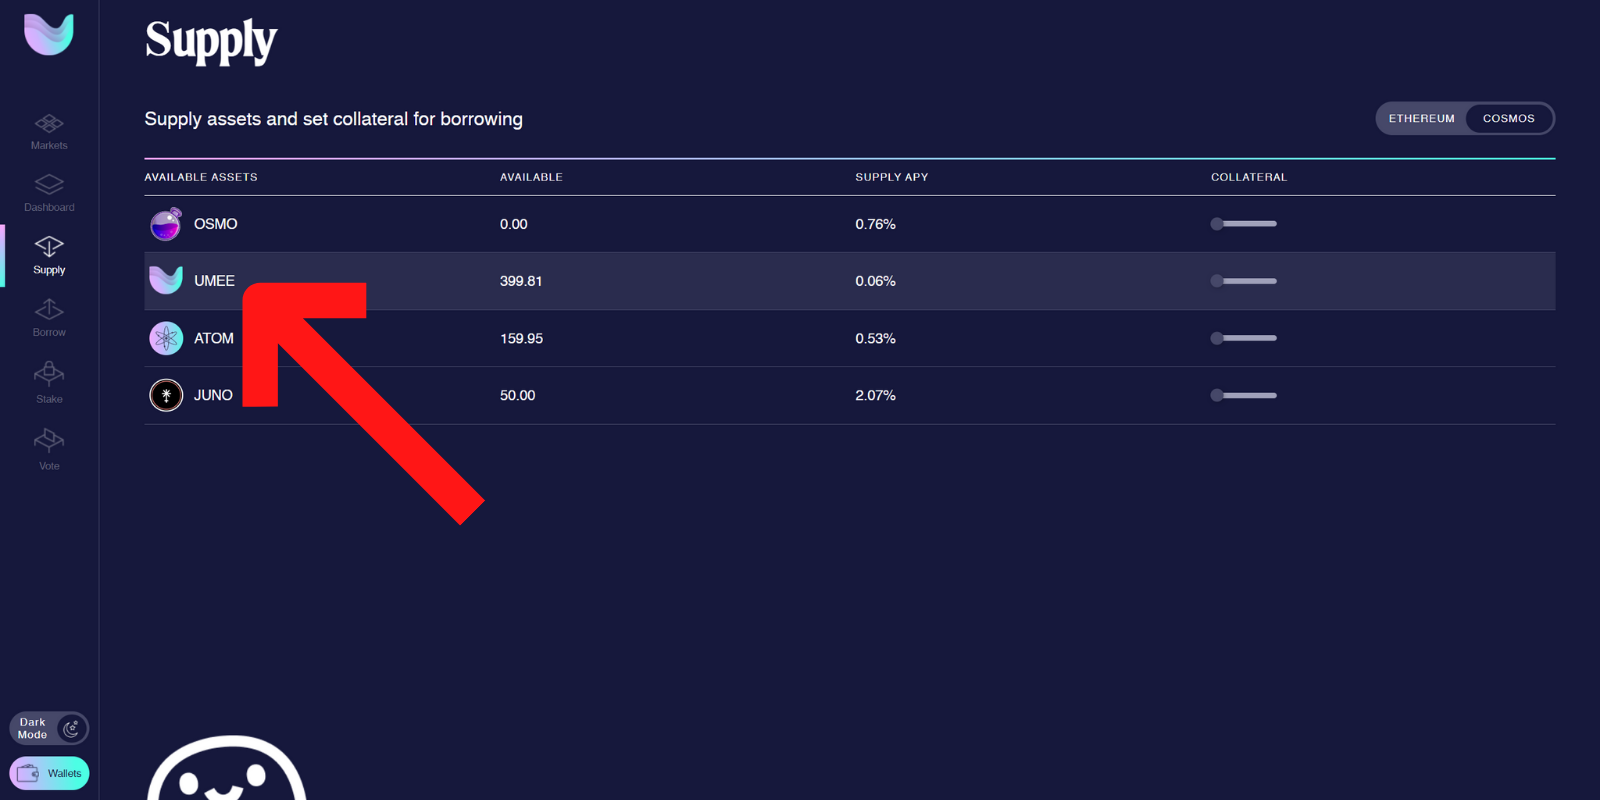 Supply
Supply assets and set collateral for borrowing
ETHEREUM COSMOS
AVAILABLE ASSETS AVAILABLE SUPPLY APY COLLATERAL
OSMO 0.00 0.76%
UMEE 399.81 0.06%
ATOM 159.95 0.53%
JUNO 50.00 2.07%
Markets
Dashboard
Supply
Borrow
Stake
Vote
Dark
Mode
Wallets